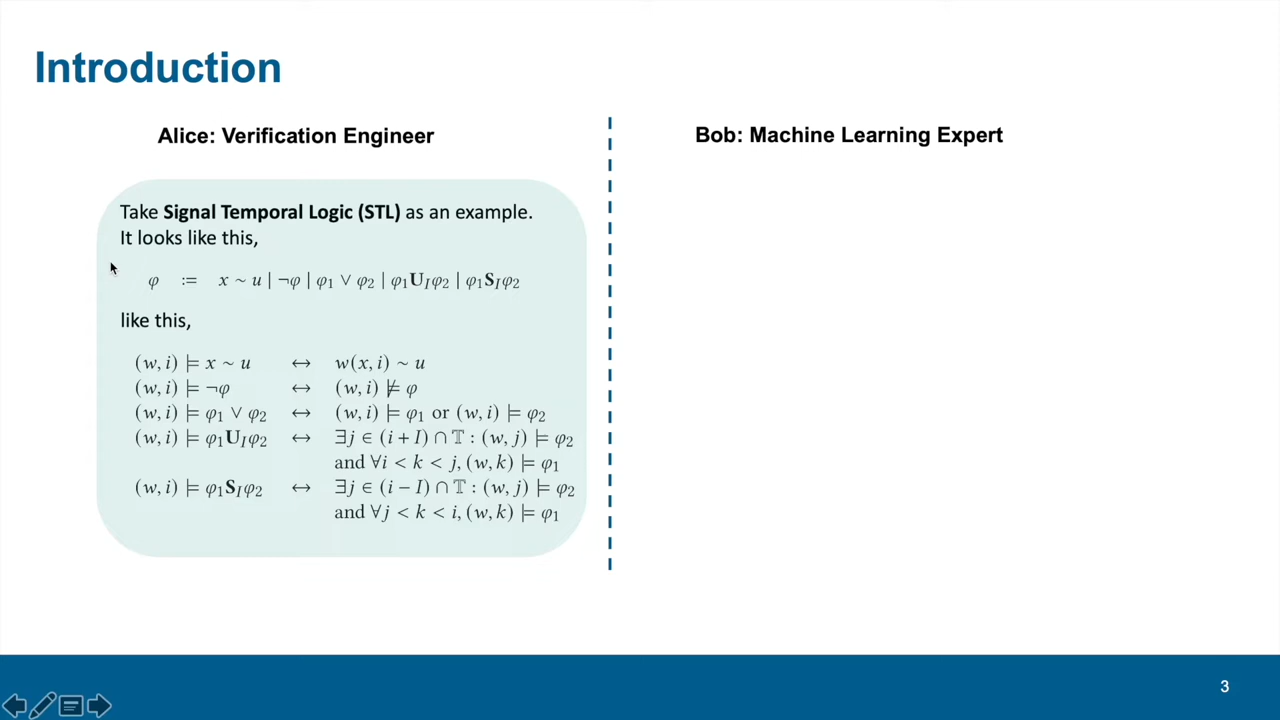 Introduction
Alice: Verification Engineer
Take Signal Temporal Logic (STL) as an example.
It looks like this,
φ := x ∼ u | ¬φ | φ₁ ∨ φ₂ | φ₁U_Iφ₂ | φ₁S_Iφ₂
like this,
(w, i) ⊨ x ∼ u ↔ w(x, i) ∼ u
(w, i) ⊨ ¬φ ↔ (w, i) ⊭ φ
(w, i) ⊨ φ₁ ∨ φ₂ ↔ (w, i) ⊨ φ₁ or (w, i) ⊨ φ₂
(w, i) ⊨ φ₁U_Iφ₂ ↔ ∃j ∈ (i + I) ∩ 𝕋 : (w, j) ⊨ φ₂
and ∀i < k < j, (w, k) ⊨ φ₁
(w, i) ⊨ φ₁S_Iφ₂ ↔ ∃j ∈ (i − I) ∩ 𝕋 : (w, j) ⊨ φ₂
and ∀j < k < i, (w, k) ⊨ φ₁
Bob: Machine Learning Expert
3